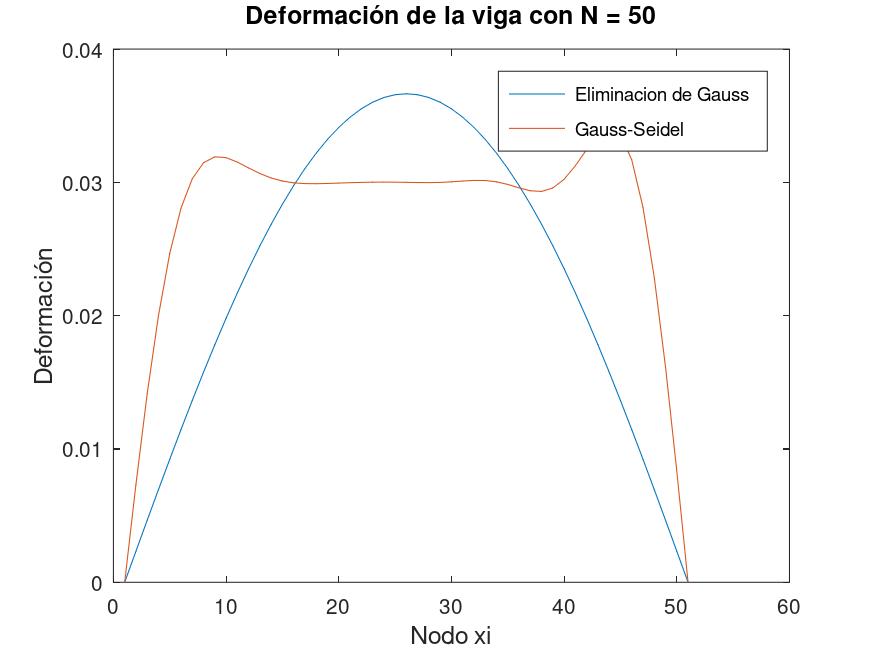 Deformación de la viga con N = 50
0.04
0.03
0.02
0.01
0
Deformación
Eliminacion de Gauss
Gauss-Seidel
0 10 20 30 40 50 60
Nodo xi